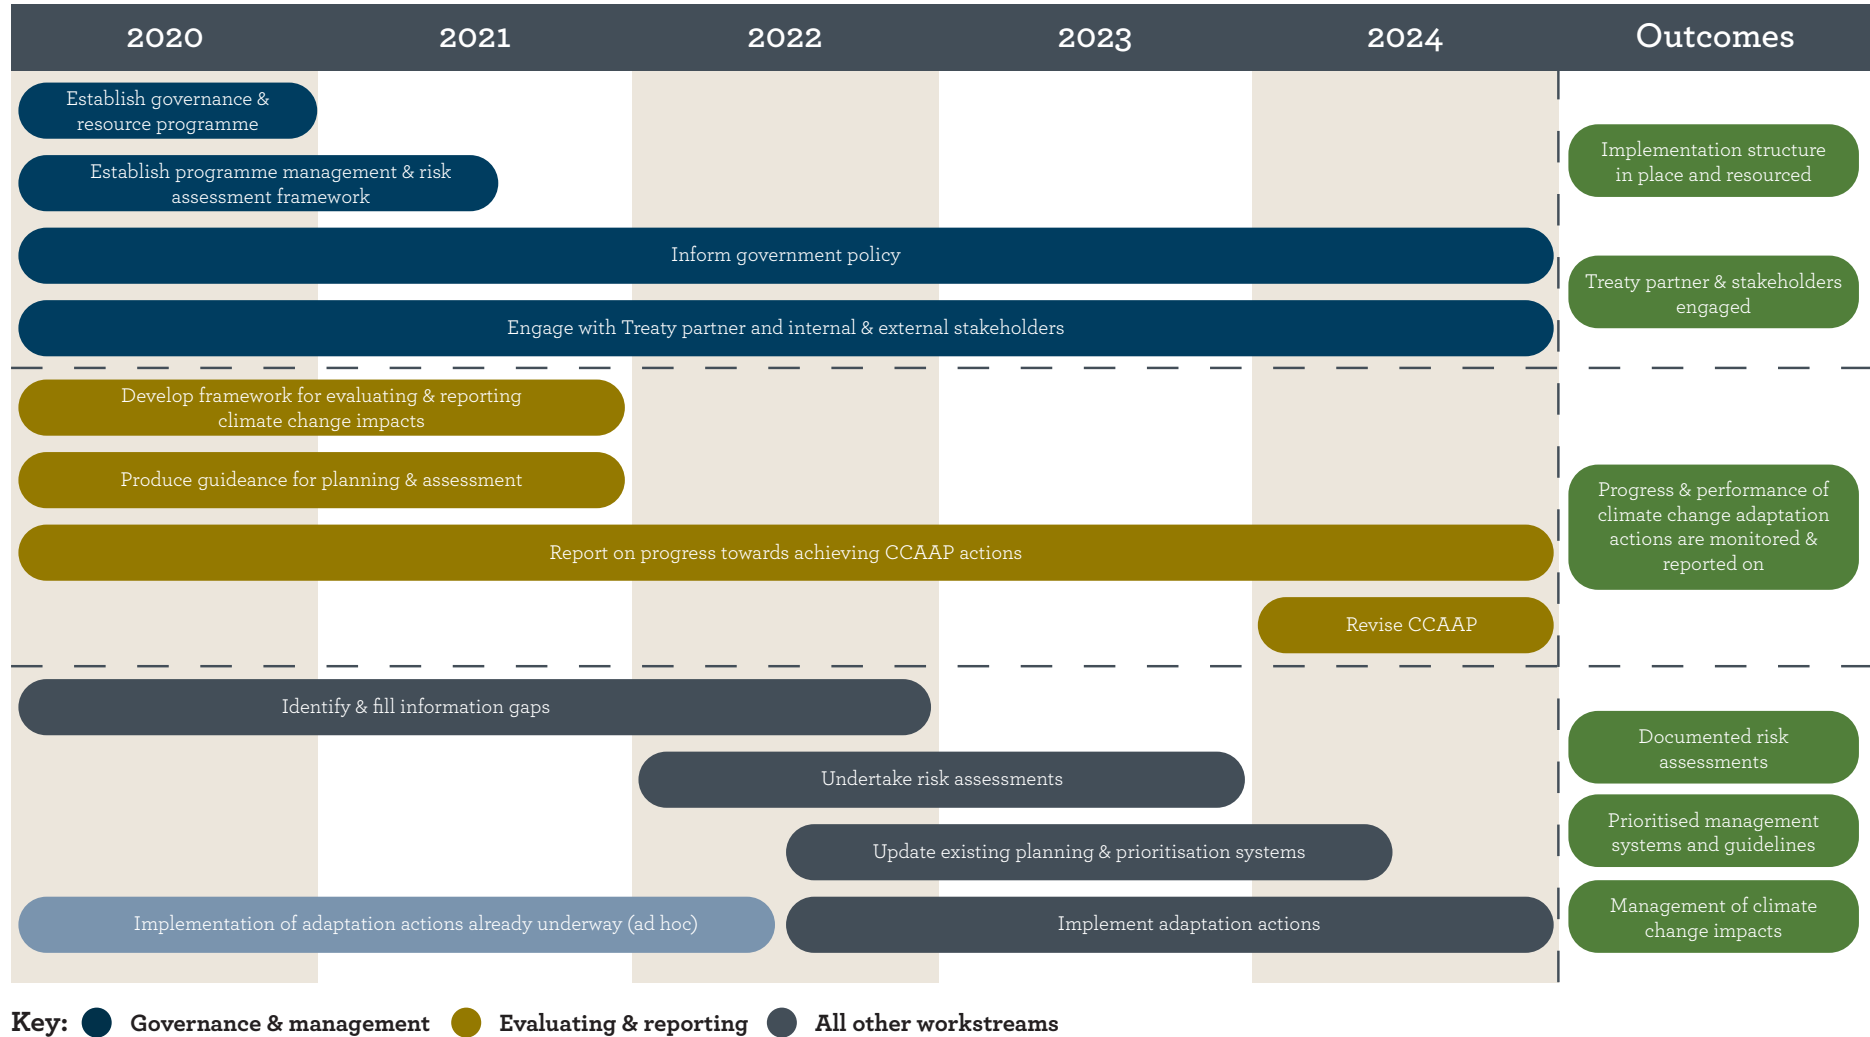 2020 2021 2022 2023 2024 Outcomes
Establish governance &
resource programme
Establish programme management & risk
assessment framework
Inform government policy
Engage with Treaty partner and internal & external stakeholders
Implementation structure
in place and resourced
Treaty partner & stakeholders
engaged
Develop framework for evaluating & reporting
climate change impacts
Produce guideance for planning & assessment
Report on progress towards achieving CCAAP actions
Revise CCAAP
Progress & performance of
climate change adaptation
actions are monitored &
reported on
Identify & fill information gaps
Undertake risk assessments
Update existing planning & prioritisation systems
Implementation of adaptation actions already underway (ad hoc)
Implement adaptation actions
Documented risk
assessments
Prioritised management
systems and guidelines
Management of climate
change impacts
Key: Governance & management Evaluating & reporting All other workstreams